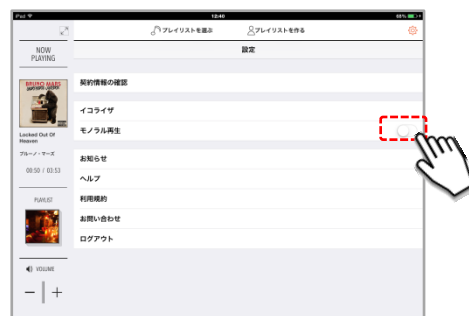 iPad
12:40
88%
プレイリストを選ぶ
プレイリストを作る
NOW
PLAYING
設定
BRUNO MARS
契約情報の確認
イコライザ
モノラル再生
Locked Out Of
Heaven
ブルーノ・マーズ
00:50 / 03:53
お知らせ
ヘルプ
利用規約
お問い合わせ
ログアウト
PLAYLIST
VOLUME
− | +